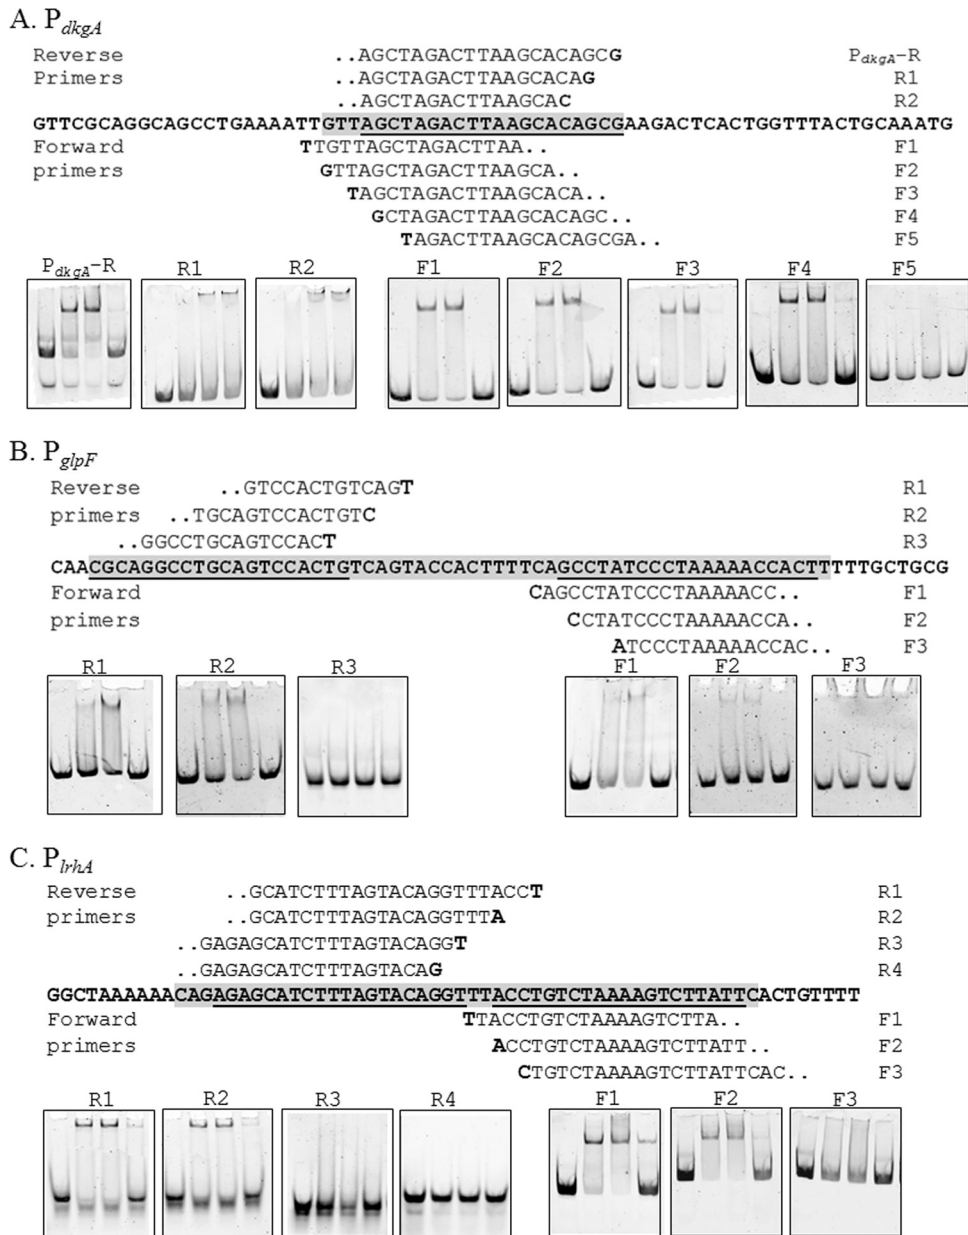 A. PdkgA
Reverse ..AGCTAGACTTAAGCACAGCG PdkgA-R
Primers ..AGCTAGACTTAAGCACAG R1
..AGCTAGACTTAAGCAC R2
GTTCGCAGGCAGCCTGAAAATTGTTAGCTAGACTTAAGCACAGCGAAGACTCACTGGTTTACTGCAAATG
Forward TTGTTAGCTAGACTTAA.. F1
primers GTTAGCTAGACTTAAGCA.. F2
TAGCTAGACTTAAGCACA.. F3
GCTAGACTTAAGCACAGC.. F4
TAGACTTAAGCACAGCGA.. F5
PdkgA-R R1 R2 F1 F2 F3 F4 F5
B. PglpF
Reverse ..GTCCACTGTCAGT R1
primers ..TGCAGTCCACTGTC R2
..GGCCTGCAGTCCACT R3
CAACGCAGGCCTGCAGTCCACTGTCAGTACCACTTTTCAGCCTATCCCTAAAAACCACTTTTTGCTGCG
Forward CAGCCTATCCCTAAAAACC.. F1
primers CCTATCCCTAAAAACCA.. F2
ATCCCTAAAAACCAC.. F3
R1 R2 R3 F1 F2 F3
C. PlrhA
Reverse ..GCATCTTTAGTACAGGTTTACCT R1
primers ..GCATCTTTAGTACAGGTTTA R2
..GAGAGCATCTTTAGTACAGGT R3
..GAGAGCATCTTTAGTACAG R4
GGCTAAAAAACAGAGAGCATCTTTAGTACAGGTTTACCTGTCTAAAAGTCTTATTCACTGTTTT
Forward TTACCTGTCTAAAAGTCTTA.. F1
primers ACCTGTCTAAAAGTCTTATT.. F2
CTGTCTAAAAGTCTTATTCAC.. F3
R1 R2 R3 R4 F1 F2 F3